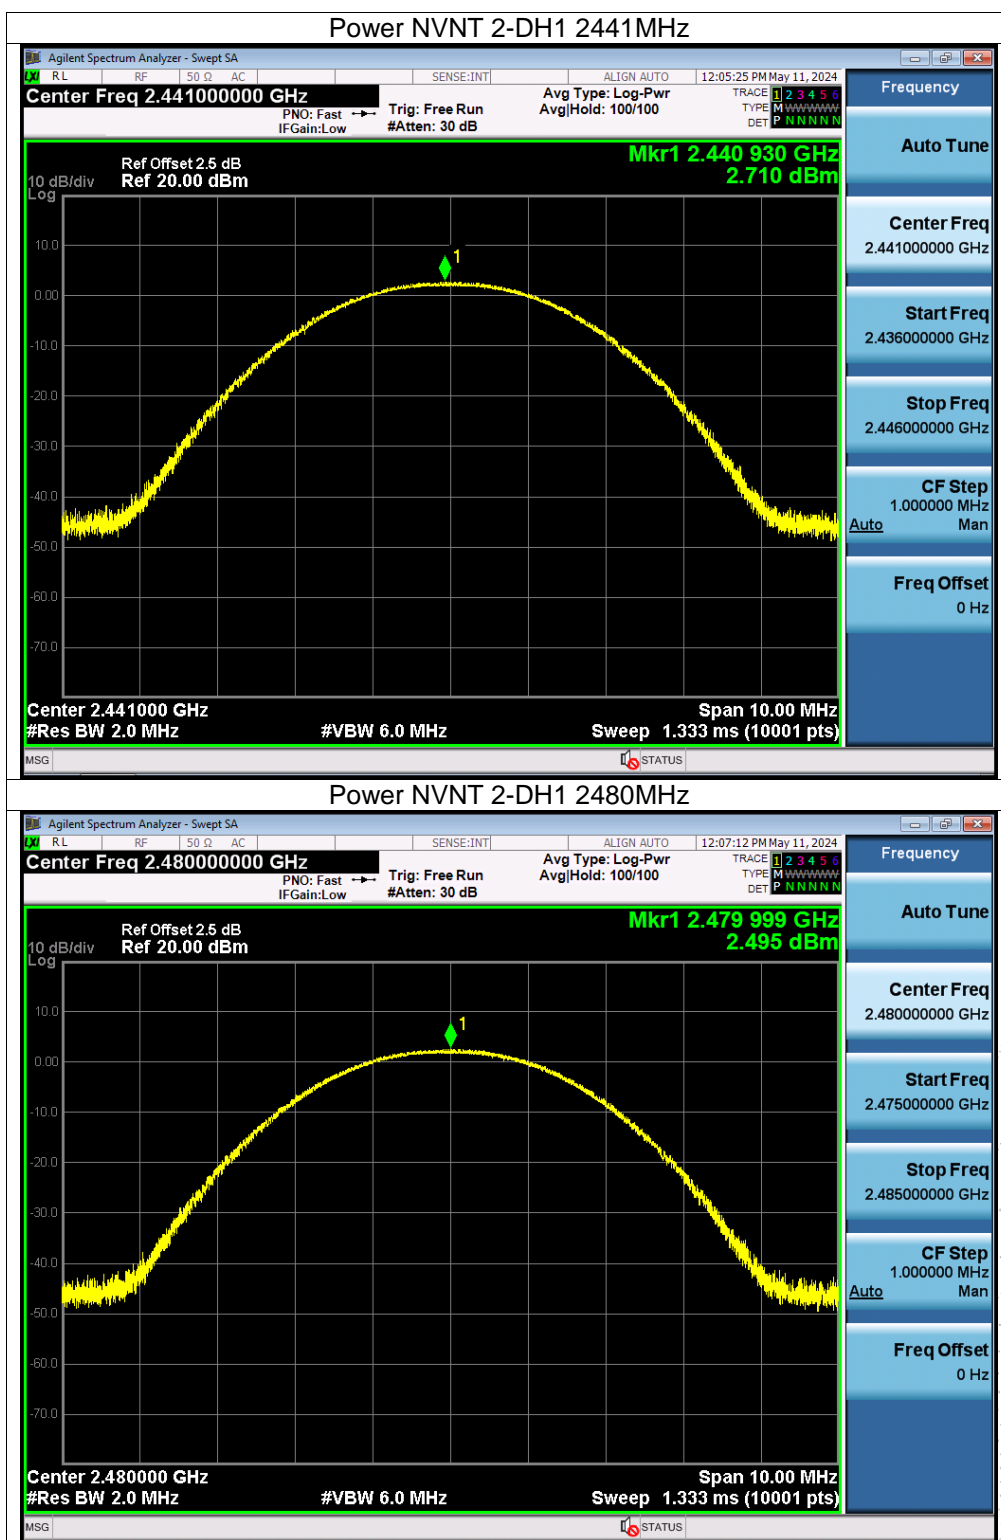 Power NVNT 2-DH1 2441MHz
Agilent Spectrum Analyzer - Swept SA
LXI RL RF 50 Ω AC SENSE:INT ALIGN AUTO 12:05:25 PM May 11, 2024
Center Freq 2.441000000 GHz
PNO: Fast
IFGain:Low
Trig: Free Run
#Atten: 30 dB
Avg Type: Log-Pwr
Avg|Hold: 100/100
TRACE 1 2 3 4 5 6
TYPE M WWWWW
DET P N N N N N
Frequency
Auto Tune
Center Freq
2.441000000 GHz
Start Freq
2.436000000 GHz
Stop Freq
2.446000000 GHz
CF Step
1.000000 MHz
Auto Man
Freq Offset
0 Hz
Mkr1 2.440 930 GHz
2.710 dBm
Ref Offset 2.5 dB
10 dB/div Ref 20.00 dBm
Log
10.0
1
0.00
-10.0
-20.0
-30.0
-40.0
-50.0
-60.0
-70.0
Center 2.441000 GHz Span 10.00 MHz
#Res BW 2.0 MHz #VBW 6.0 MHz Sweep 1.333 ms (10001 pts)
MSG STATUS
Power NVNT 2-DH1 2480MHz
Agilent Spectrum Analyzer - Swept SA
LXI RL RF 50 Ω AC SENSE:INT ALIGN AUTO 12:07:12 PM May 11, 2024
Center Freq 2.480000000 GHz
PNO: Fast
IFGain:Low
Trig: Free Run
#Atten: 30 dB
Avg Type: Log-Pwr
Avg|Hold: 100/100
TRACE 1 2 3 4 5 6
TYPE M WWWWW
DET P N N N N N
Frequency
Auto Tune
Center Freq
2.480000000 GHz
Start Freq
2.475000000 GHz
Stop Freq
2.485000000 GHz
CF Step
1.000000 MHz
Auto Man
Freq Offset
0 Hz
Mkr1 2.479 999 GHz
2.495 dBm
Ref Offset 2.5 dB
10 dB/div Ref 20.00 dBm
Log
10.0
1
0.00
-10.0
-20.0
-30.0
-40.0
-50.0
-60.0
-70.0
Center 2.480000 GHz Span 10.00 MHz
#Res BW 2.0 MHz #VBW 6.0 MHz Sweep 1.333 ms (10001 pts)
MSG STATUS